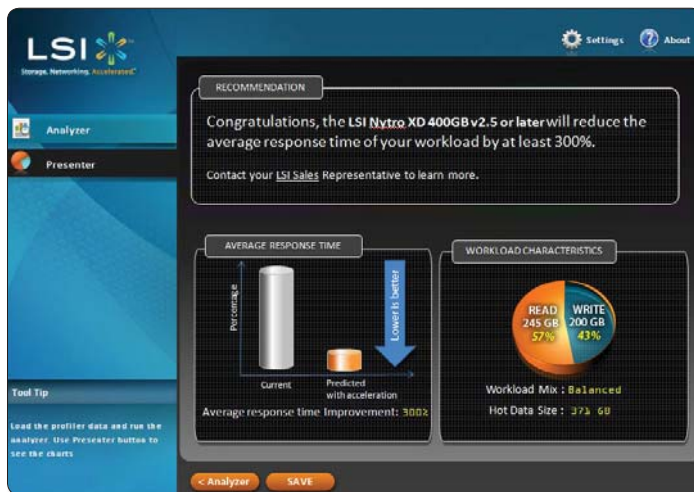 LSI
Storage. Networking. Accelerated.™
Settings
About
Analyzer
Presenter
RECOMMENDATION
Congratulations, the LSI Nytro XD 400GB v2.5 or later will reduce the
average response time of your workload by at least 300%.
Contact your LSI Sales Representative to learn more.
AVERAGE RESPONSE TIME
Percentage
Lower is better
Current
Predicted
with acceleration
Average response time Improvement: 300%
WORKLOAD CHARACTERISTICS
READ
245 GB
57%
WRITE
200 GB
43%
Workload Mix : Balanced
Hot Data Size : 371 GB
Tool Tip
Load the profiler data and run the
analyzer. Use Presenter button to
see the charts
< Analyzer
SAVE